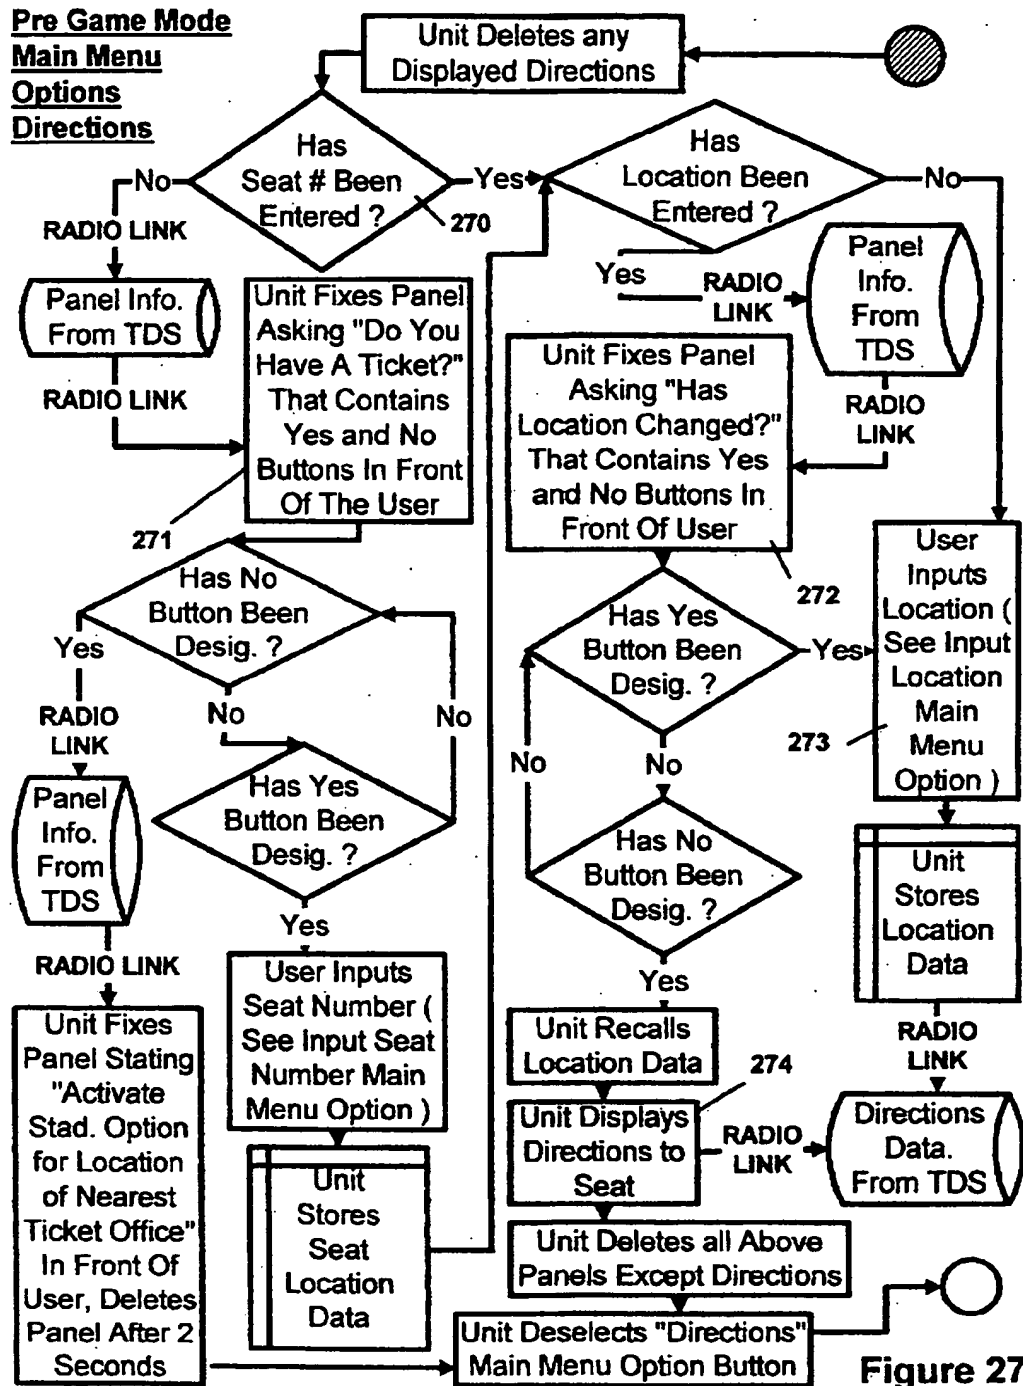 Pre Game Mode
Main Menu
Options
Directions
Unit Deletes any
Displayed Directions
Has
Seat # Been
Entered ?
270
No
Yes
Has
Location Been
Entered ?
No
Yes
RADIO LINK
Panel Info.
From TDS
RADIO LINK
Unit Fixes Panel
Asking "Do You
Have A Ticket?"
That Contains
Yes and No
Buttons In Front
Of The User
271
RADIO
LINK
Panel
Info.
From
TDS
RADIO
LINK
Unit Fixes Panel
Asking "Has
Location Changed?"
That Contains Yes
and No Buttons In
Front Of User
272
Has No
Button Been
Desig. ?
Yes
No
No
RADIO
LINK
Panel
Info.
From
TDS
RADIO LINK
Has Yes
Button Been
Desig. ?
Yes
Has Yes
Button Been
Desig. ?
Yes
No
No
Has No
Button Been
Desig. ?
Yes
User
Inputs
Location (
See Input
Location
Main
Menu
Option )
273
Unit
Stores
Location
Data
RADIO
LINK
Directions
Data.
From TDS
Unit Fixes
Panel Stating
"Activate
Stad. Option
for Location
of Nearest
Ticket Office"
In Front Of
User, Deletes
Panel After 2
Seconds
User Inputs
Seat Number (
See Input Seat
Number Main
Menu Option )
Unit
Stores
Seat
Location
Data
Unit Recalls
Location Data
274
Unit Displays
Directions to
Seat
RADIO
LINK
Unit Deletes all Above
Panels Except Directions
Unit Deselects "Directions"
Main Menu Option Button
Figure 27